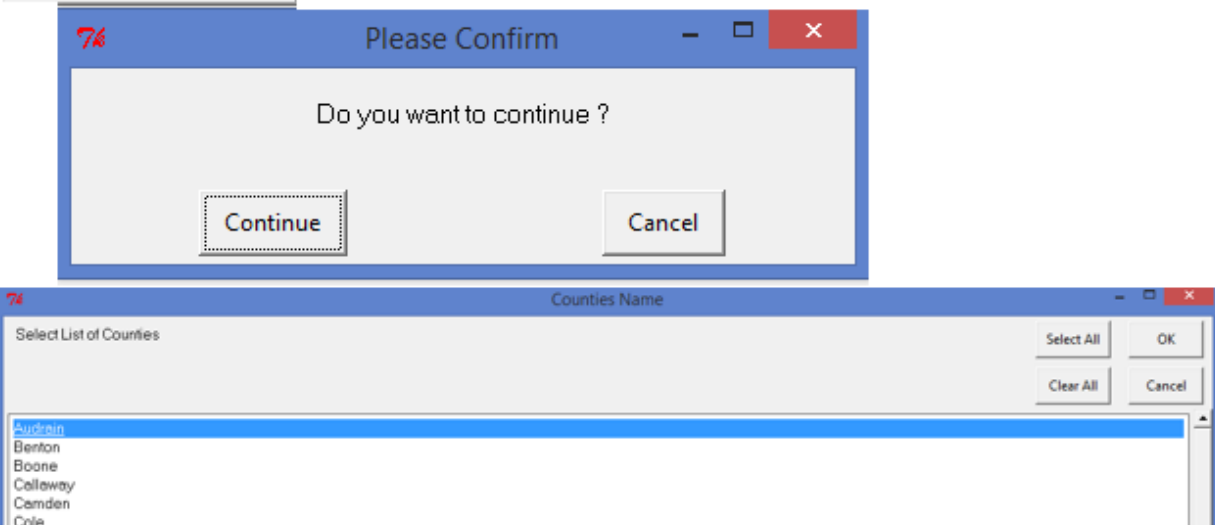 Please Confirm
Do you want to continue ?
Continue Cancel
Counties Name
Select List of Counties
Select All OK
Clear All Cancel
Audrain
Benton
Boone
Callaway
Camden
Cole